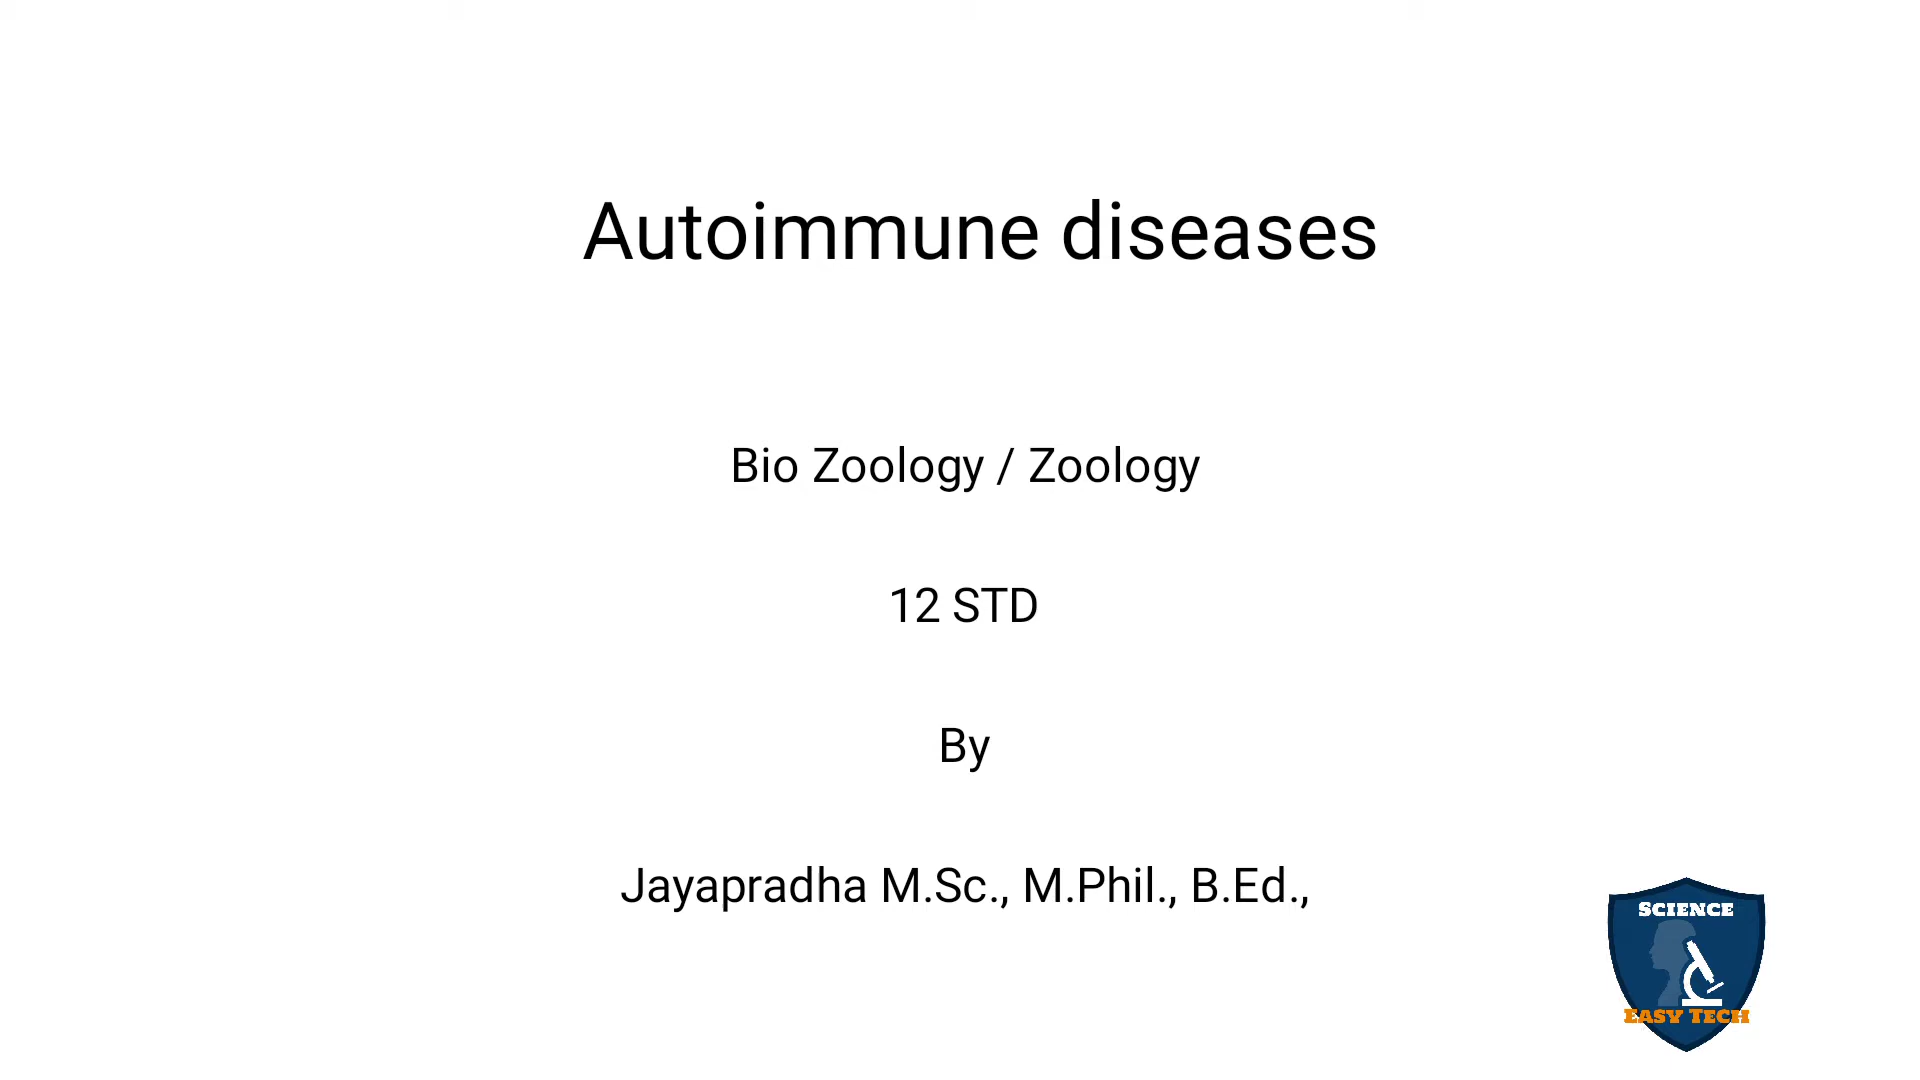 Autoimmune diseases
Bio Zoology / Zoology
12 STD
By
Jayapradha M.Sc., M.Phil., B.Ed.,
SCIENCE
EASY TECH